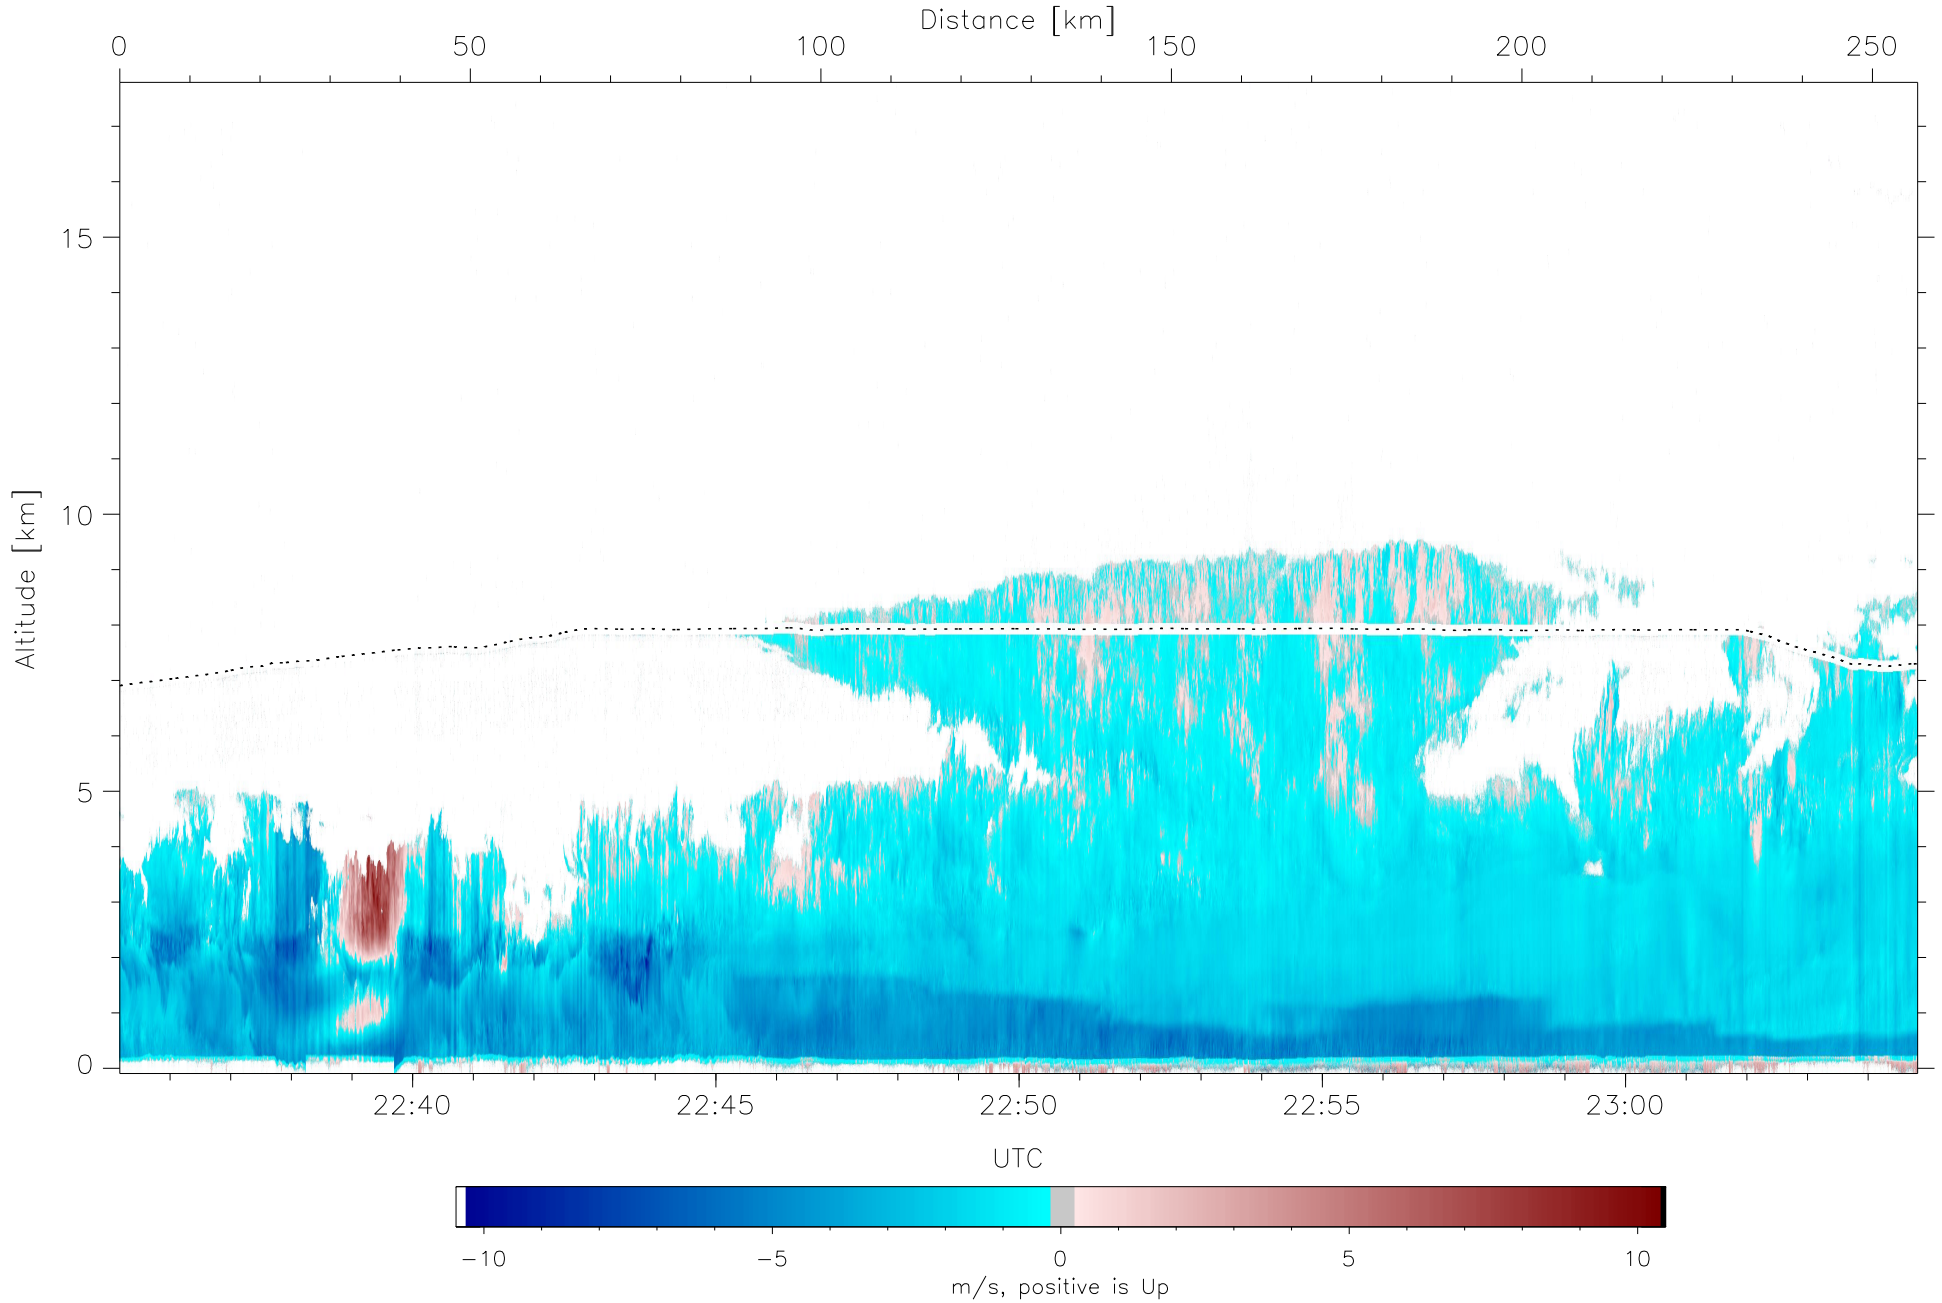 Distance [km]
0 50 100 150 200 250
15
10
5
0
Altitude [km]
22:40 22:45 22:50 22:55 23:00
UTC
−10 −5 0 5 10
m/s, positive is Up